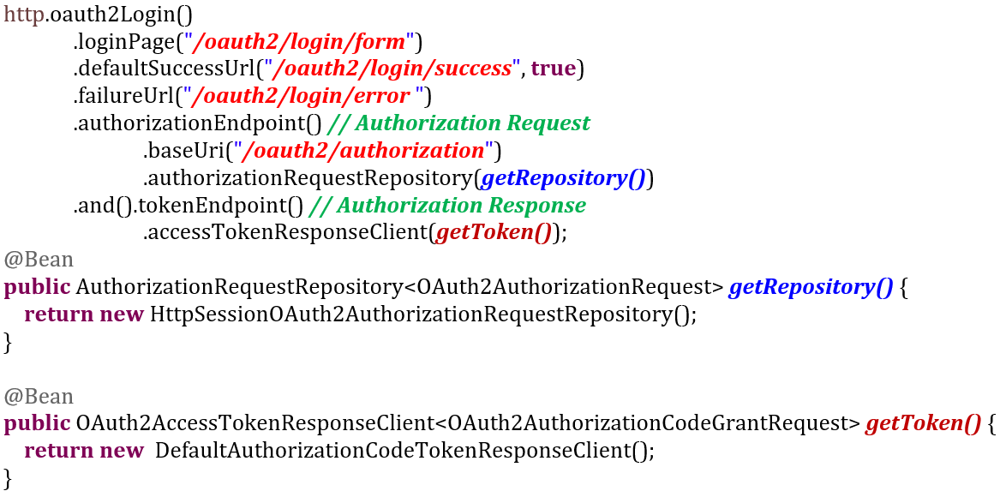 http.oauth2Login()
.loginPage("/oauth2/login/form")
.defaultSuccessUrl("/oauth2/login/success", true)
.failureUrl("/oauth2/login/error ")
.authorizationEndpoint() // Authorization Request
.baseUri("/oauth2/authorization")
.authorizationRequestRepository(getRepository())
.and().tokenEndpoint() // Authorization Response
.accessTokenResponseClient(getToken());
@Bean
public AuthorizationRequestRepository<OAuth2AuthorizationRequest> getRepository() {
return new HttpSessionOAuth2AuthorizationRequestRepository();
}
@Bean
public OAuth2AccessTokenResponseClient<OAuth2AuthorizationCodeGrantRequest> getToken() {
return new  DefaultAuthorizationCodeTokenResponseClient();
}